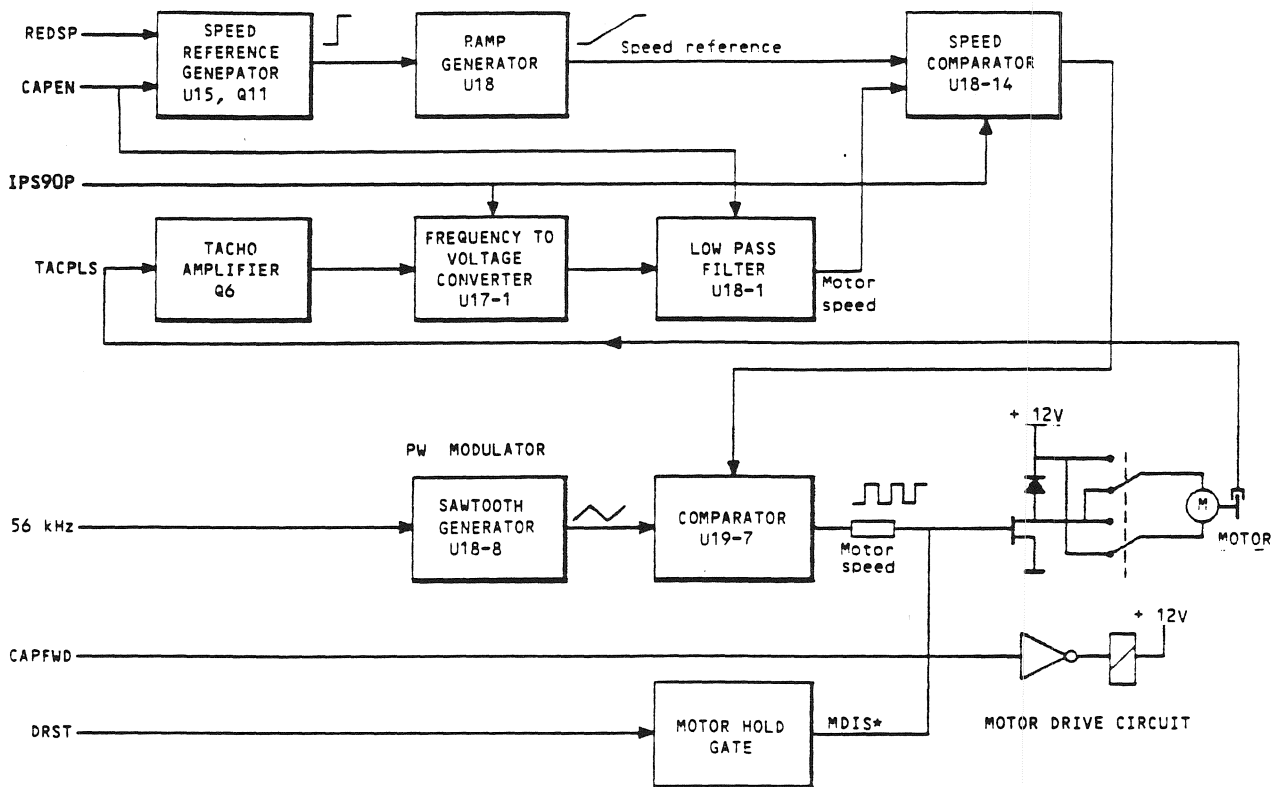 REDSP
CAPEN
SPEED
REFERENCE
GENEPATOR
U15, Q11
RAMP
GENERATOR
U18
Speed reference
SPEED
COMPARATOR
U18-14
IPS90P
TACPLS
TACHO
AMPLIFIER
Q6
FREQUENCY TO
VOLTAGE
CONVERTER
U17-1
LOW PASS
FILTER
U18-1
Motor
speed
PW MODULATOR
56 kHz
SAWTOOTH
GENERATOR
U18-8
COMPARATOR
U19-7
Motor
speed
+ 12V
M
MOTOR
CAPFWD
+ 12V
DRST
MOTOR HOLD
GATE
MDIS*
MOTOR DRIVE CIRCUIT